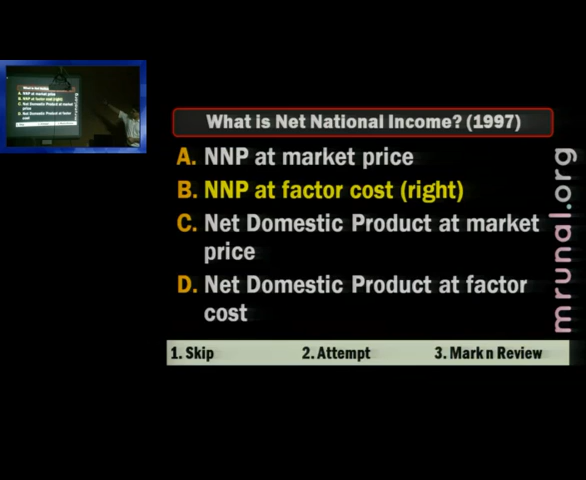 What is Net National Income? (1997)
A. NNP at market price
B. NNP at factor cost (right)
C. Net Domestic Product at market
price
D. Net Domestic Product at factor
cost
1. Skip 2. Attempt 3. Mark n Review
mrunal.org